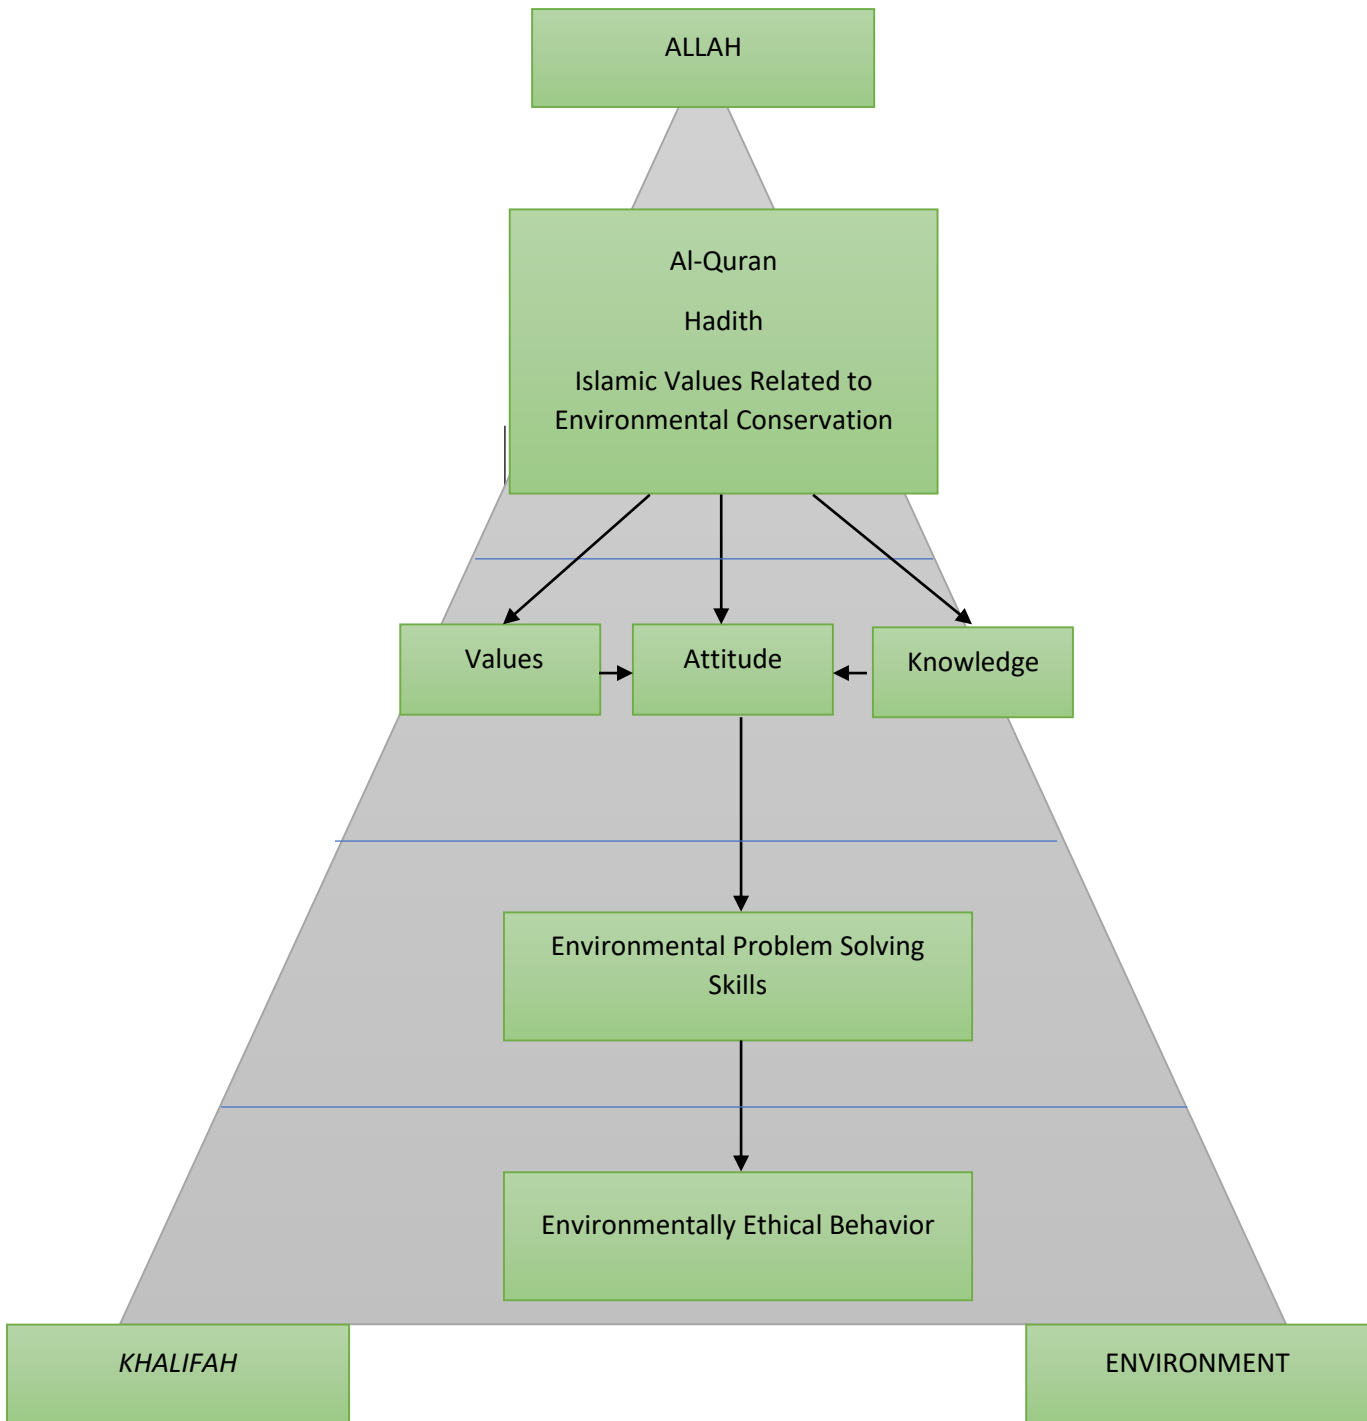 ALLAH
Al-Quran
Hadith
Islamic Values Related to
Environmental Conservation
Values
Attitude
Knowledge
Environmental Problem Solving
Skills
Environmentally Ethical Behavior
KHALIFAH
ENVIRONMENT